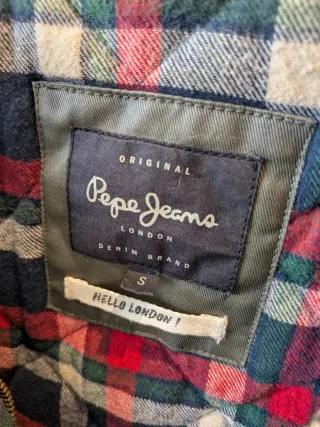 ORIGINAL
Pepe Jeans
LONDON
DENIM BRAND
S
HELLO LONDON !